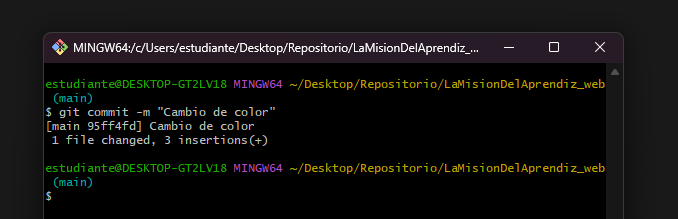 MINGW64:/c/Users/estudiante/Desktop/Repositorio/LaMisionDelAprendiz_...
estudiante@DESKTOP-GT2LV18 MINGW64 ~/Desktop/Repositorio/LaMisionDelAprendiz_web
(main)
$ git commit -m "Cambio de color"
[main 95ff4fd] Cambio de color
1 file changed, 3 insertions(+)
estudiante@DESKTOP-GT2LV18 MINGW64 ~/Desktop/Repositorio/LaMisionDelAprendiz_web
(main)
$